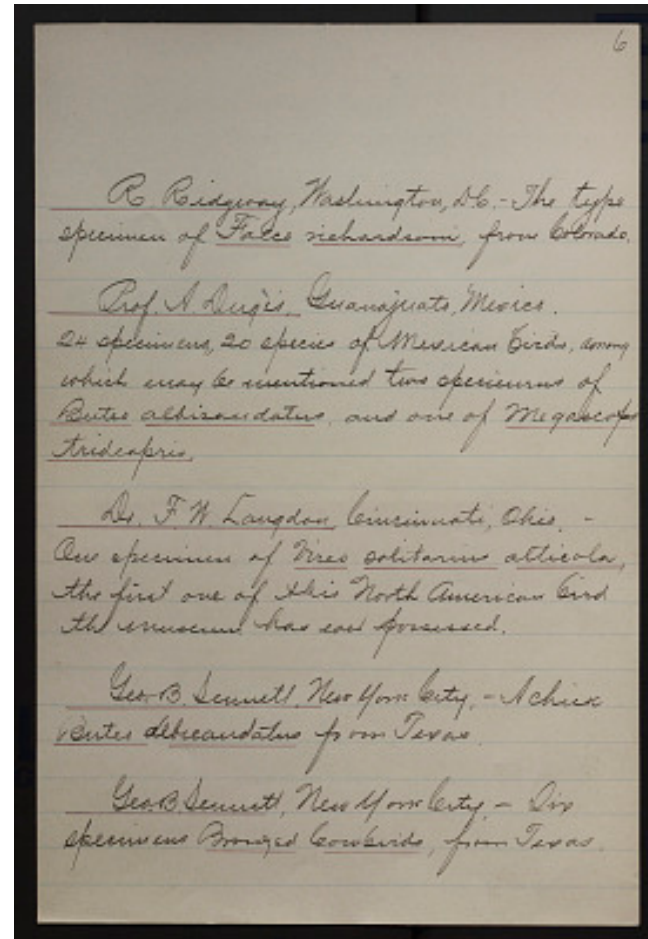 6
R Ridgway, Washington, D.C. - The type
specimen of Falco richardsoni, from Colorado.
Prof. A Dugès, Guanajuato, Mexico.
24 specimens, 20 species of Mexican Birds, among
which may be mentioned two specimens of
Buteo albicaudatus, and one of Megascops
Dr. F. W. Langdon, Cincinnati, Ohio. -
One specimen of Vireo solitarius alticola,
the first one of this North American bird
the museum has ever possessed.
Geo. B. Sennett, New York City, - A chick
Buteo albicaudatus from Texas.
Geo. B. Sennett, New York City, - Six
specimens Bronzed Cowbirds, from Texas.